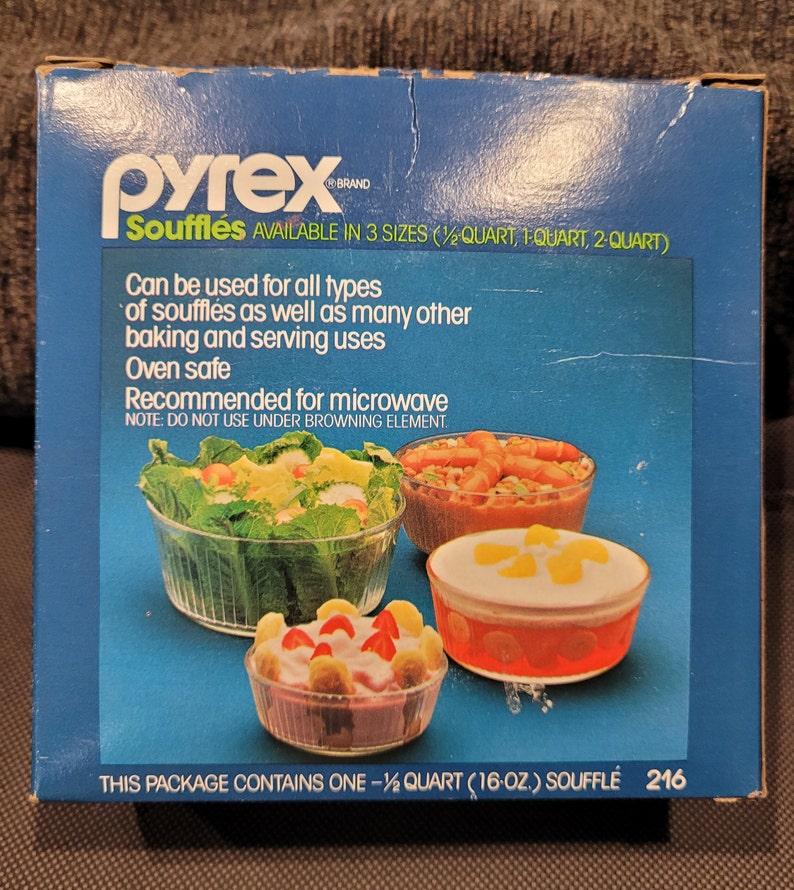 pyrex ® BRAND
Soufflés AVAILABLE IN 3 SIZES (½-QUART, 1-QUART, 2-QUART)
Can be used for all types
of soufflés as well as many other
baking and serving uses
Oven safe
Recommended for microwave
NOTE: DO NOT USE UNDER BROWNING ELEMENT.
THIS PACKAGE CONTAINS ONE –½ QUART (16-OZ.) SOUFFLÉ 216